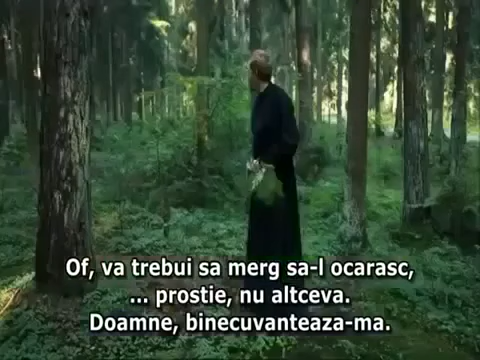 Of, va trebui sa merg sa-l ocarasc,
... prostie, nu altceva.
Doamne, binecuvanteaza-ma.